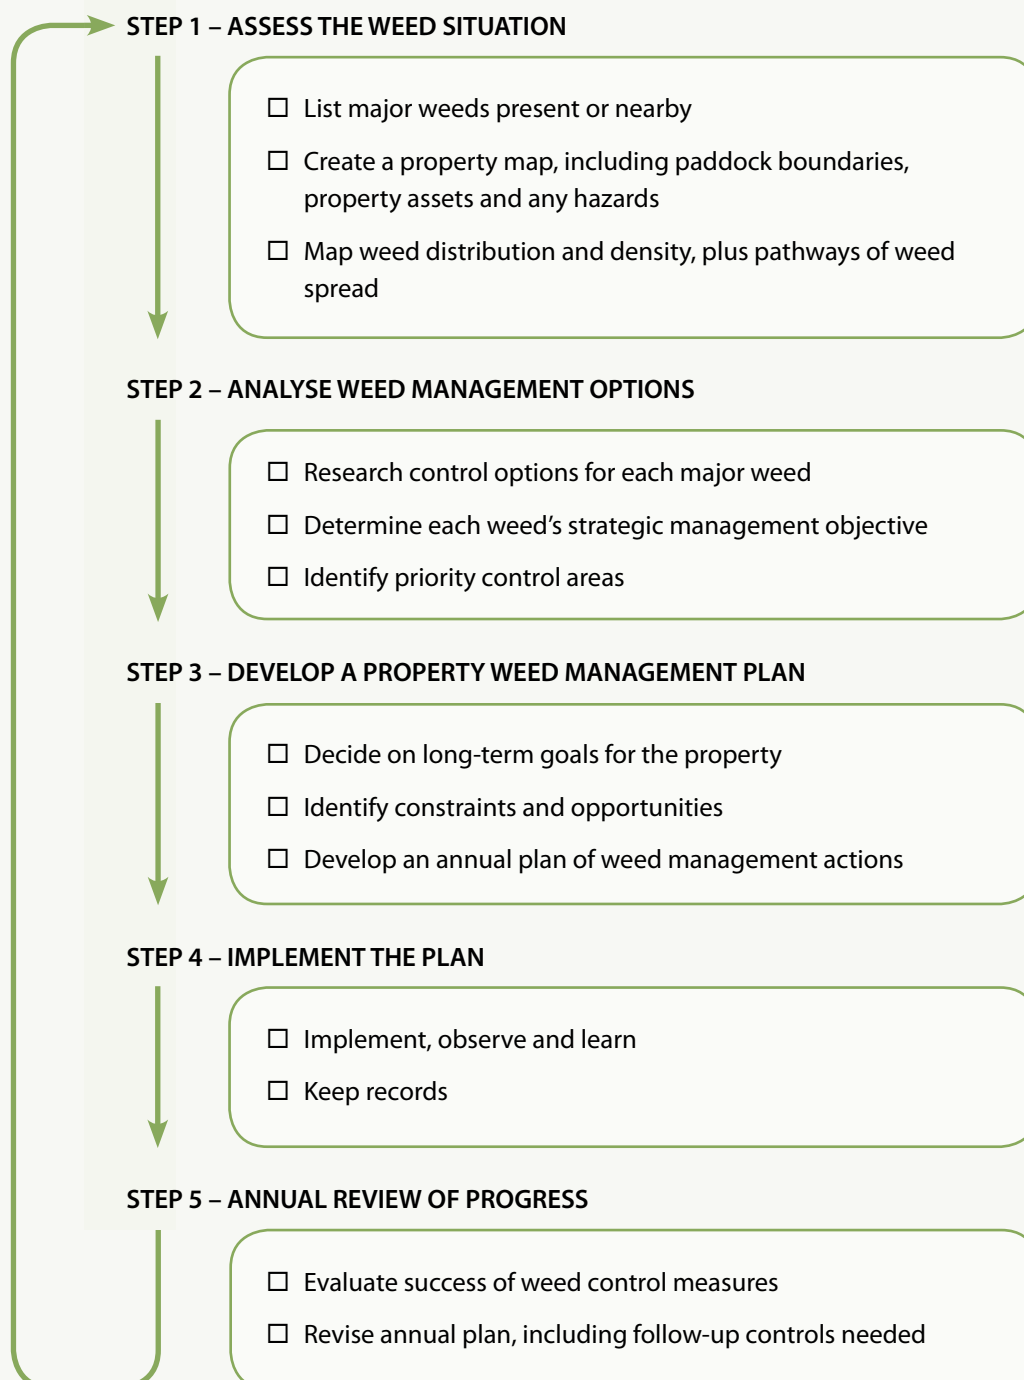 STEP 1 – ASSESS THE WEED SITUATION
☐ List major weeds present or nearby
☐ Create a property map, including paddock boundaries,
property assets and any hazards
☐ Map weed distribution and density, plus pathways of weed
spread
STEP 2 – ANALYSE WEED MANAGEMENT OPTIONS
☐ Research control options for each major weed
☐ Determine each weed’s strategic management objective
☐ Identify priority control areas
STEP 3 – DEVELOP A PROPERTY WEED MANAGEMENT PLAN
☐ Decide on long-term goals for the property
☐ Identify constraints and opportunities
☐ Develop an annual plan of weed management actions
STEP 4 – IMPLEMENT THE PLAN
☐ Implement, observe and learn
☐ Keep records
STEP 5 – ANNUAL REVIEW OF PROGRESS
☐ Evaluate success of weed control measures
☐ Revise annual plan, including follow-up controls needed